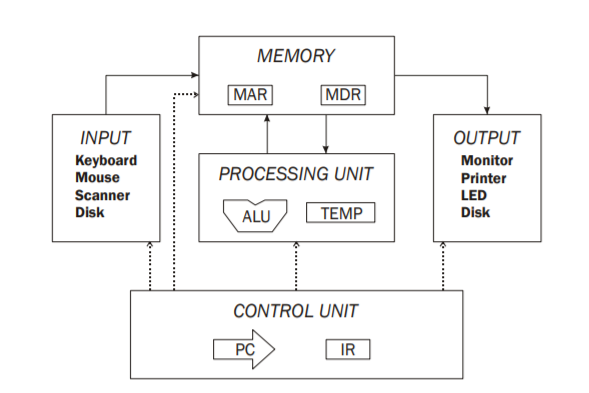 MEMORY
MAR
MDR
INPUT
Keyboard
Mouse
Scanner
Disk
PROCESSING UNIT
ALU
TEMP
OUTPUT
Monitor
Printer
LED
Disk
CONTROL UNIT
PC
IR